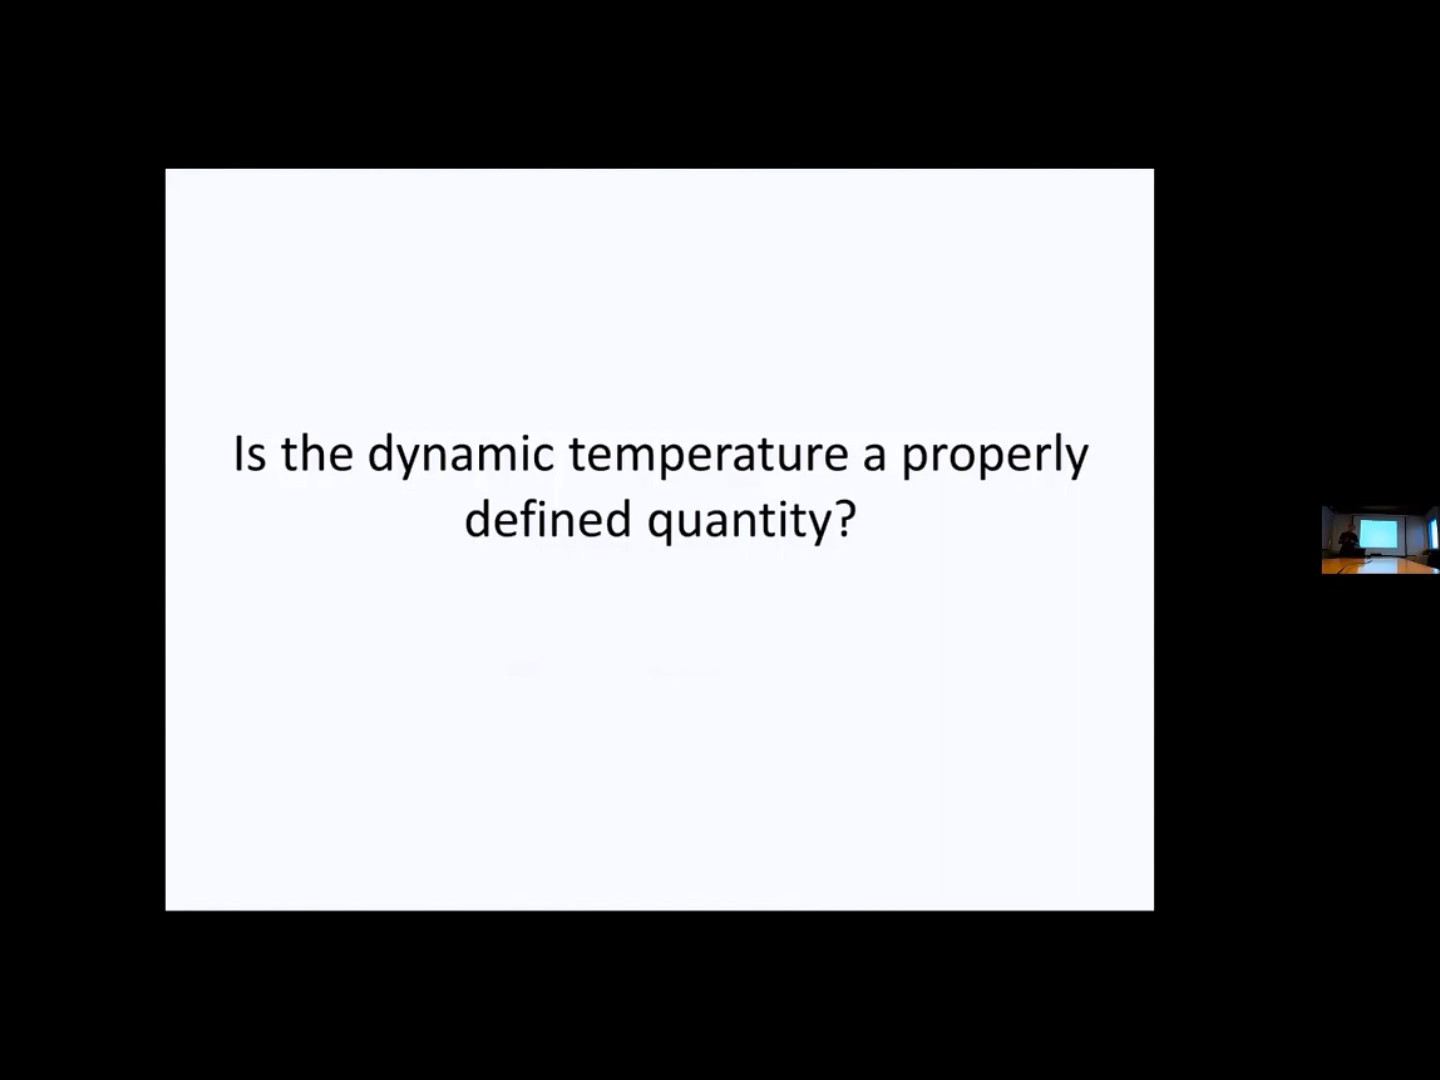 Is the dynamic temperature a properly
defined quantity?